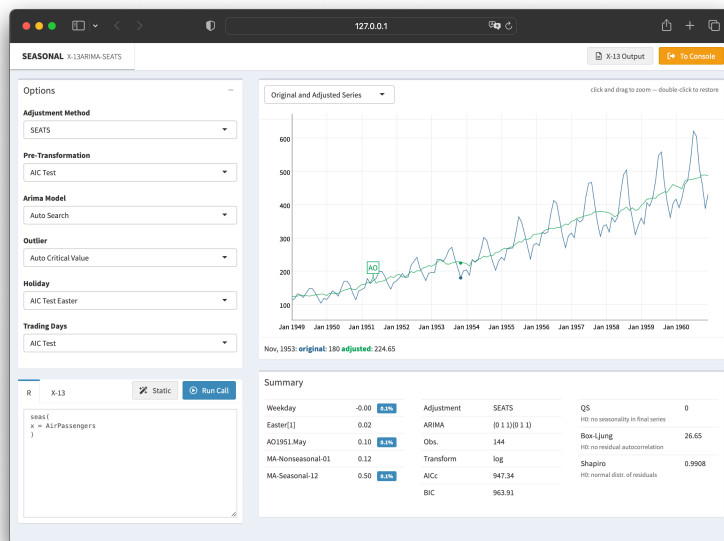 127.0.0.1
SEASONAL X-13ARIMA-SEATS
X-13 Output
To Console
Options
Adjustment Method
SEATS
Pre-Transformation
AIC Test
Arima Model
Auto Search
Outlier
Auto Critical Value
Holiday
AIC Test Easter
Trading Days
AIC Test
R X-13 Static Run Call
seas(
x = AirPassengers
)
Original and Adjusted Series
click and drag to zoom — double-click to restore
600
500
400
300
200
100
AO
Jan 1949 Jan 1950 Jan 1951 Jan 1952 Jan 1953 Jan 1954 Jan 1955 Jan 1956 Jan 1957 Jan 1958 Jan 1959 Jan 1960
Nov, 1953: original: 180 adjusted: 224.65
Summary
Weekday -0.00 0.1%
Easter[1] 0.02
AO1951.May 0.10 0.1%
MA-Nonseasonal-01 0.12
MA-Seasonal-12 0.50 0.1%
Adjustment SEATS
ARIMA (0 1 1)(0 1 1)
Obs. 144
Transform log
AICc 947.34
BIC 963.91
QS 0
H0: no seasonality in final series
Box-Ljung 26.65
H0: no residual autocorrelation
Shapiro 0.9908
H0: normal distr. of residuals